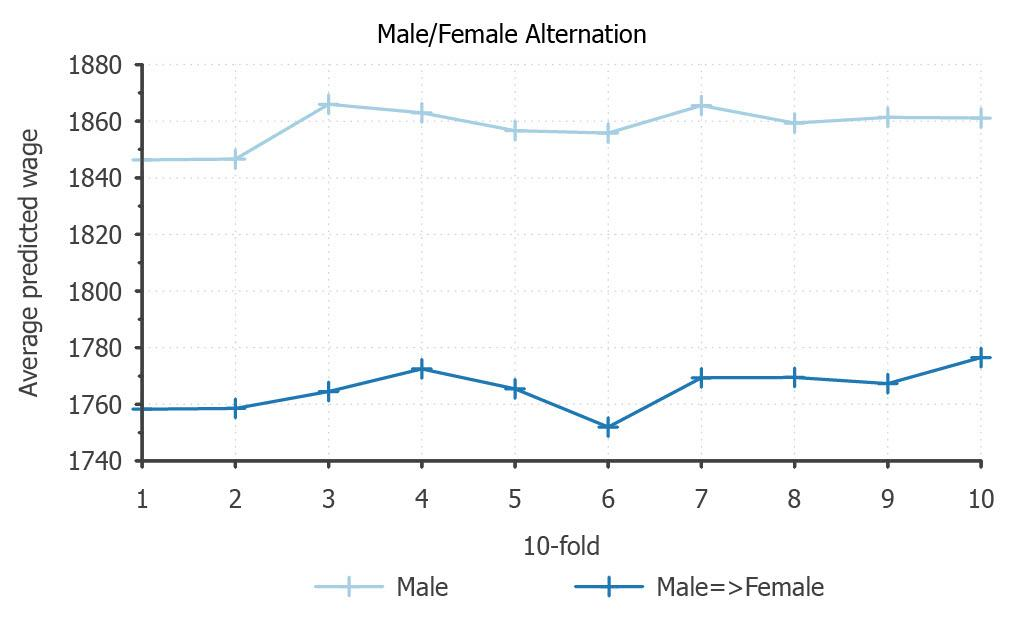 Male/Female Alternation
1880
1860
1840
1820
1800
1780
1760
1740
Average predicted wage
1 2 3 4 5 6 7 8 9 10
10-fold
Male Male=>Female